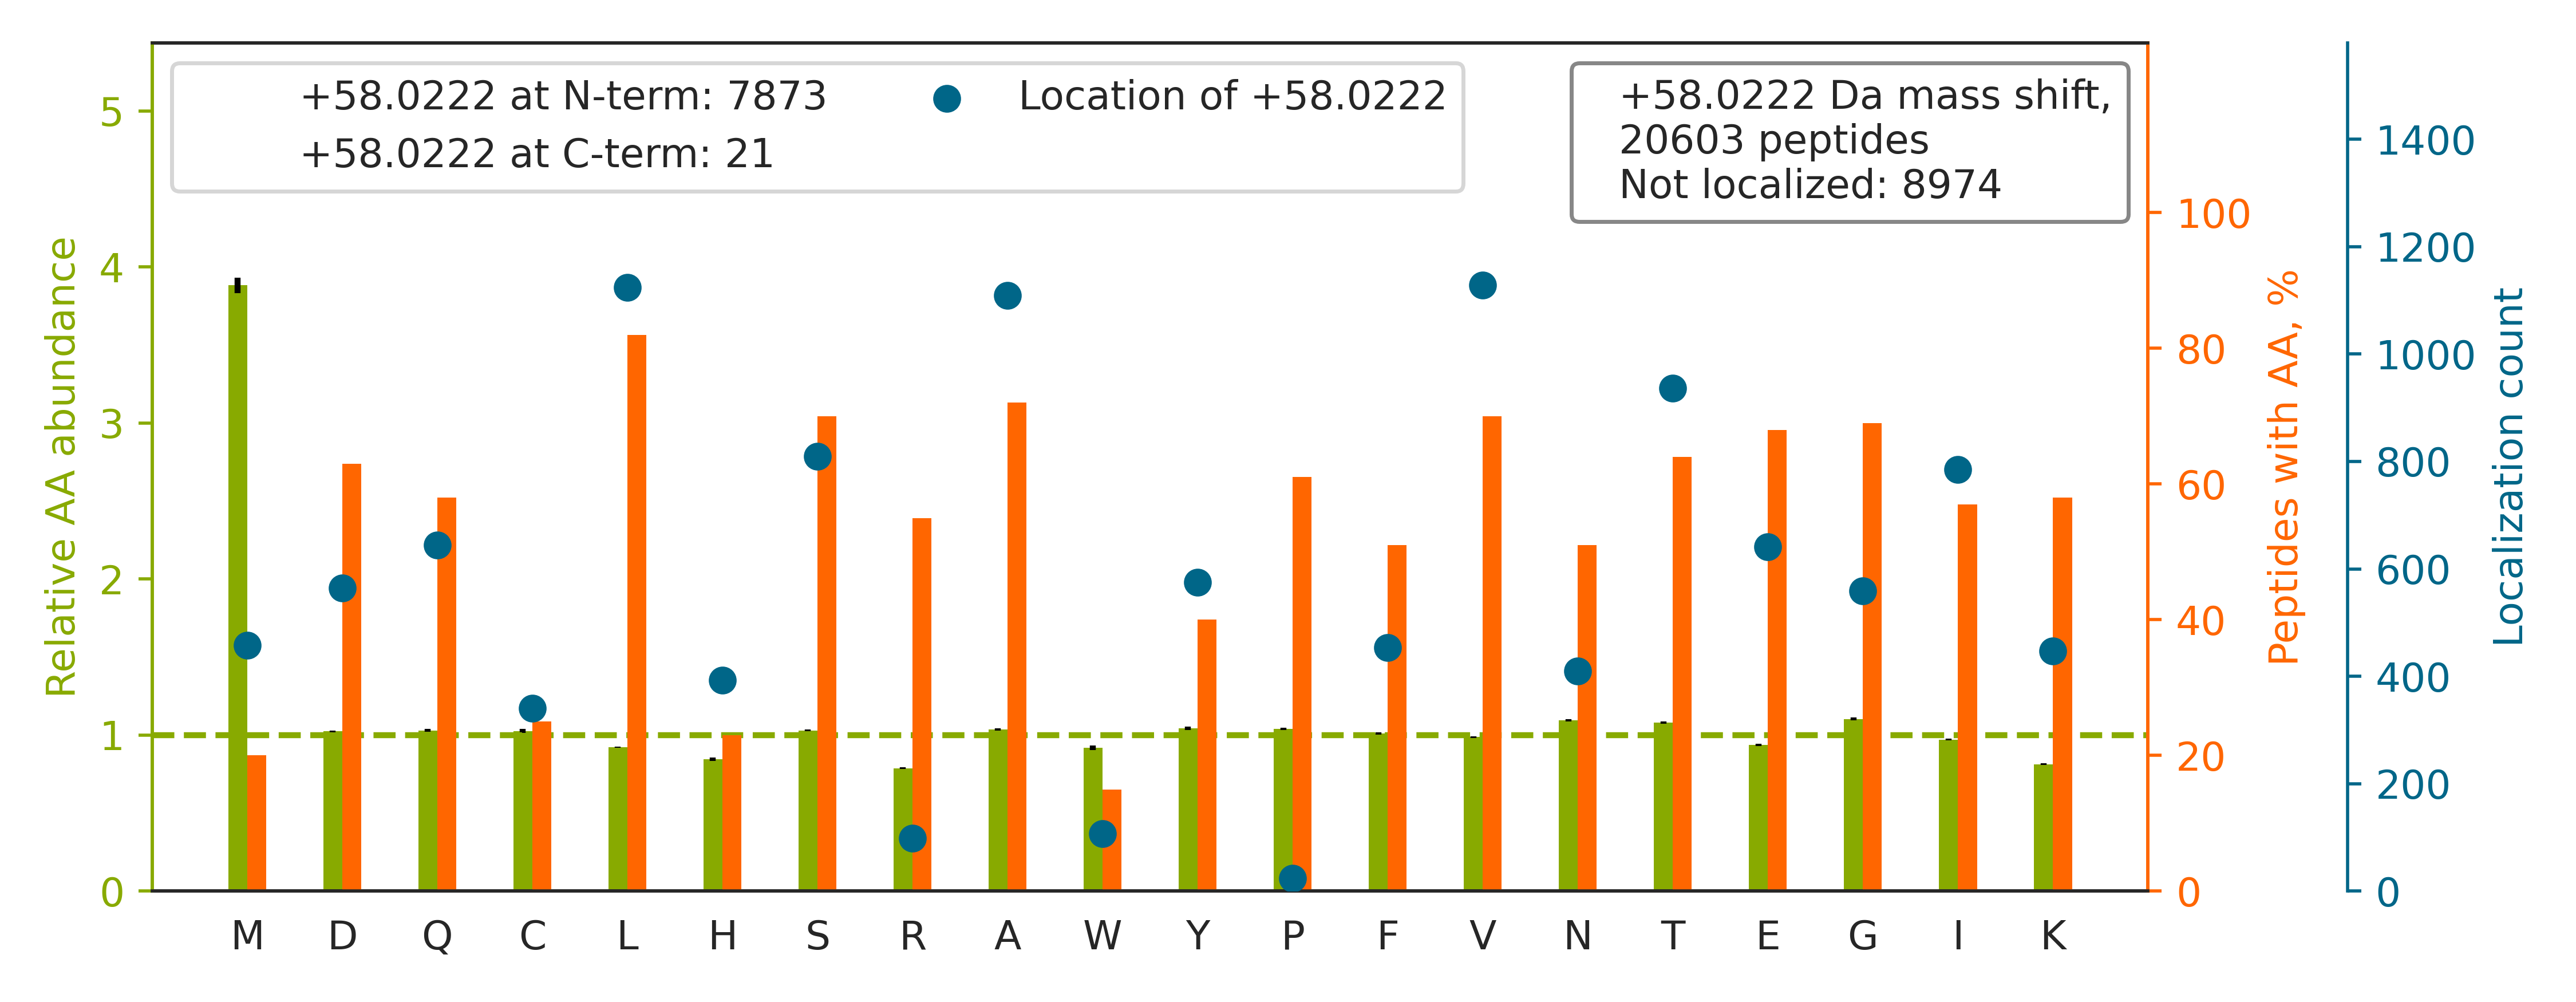 +58.0222 at N-term: 7873
+58.0222 at C-term: 21
Location of +58.0222
+58.0222 Da mass shift,
20603 peptides
Not localized: 8974
Relative AA abundance
5
4
3
2
1
0
Peptides with AA, %
100
80
60
40
20
0
Localization count
1400
1200
1000
800
600
400
200
0
M D Q C L H S R A W Y P F V N T E G I K